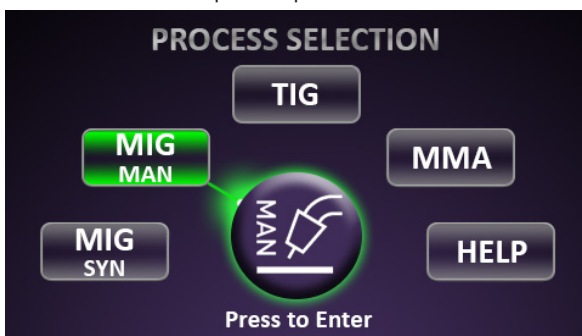 PROCESS SELECTION
TIG
MIG
MAN
MMA
MIG
SYN
MAN
HELP
Press to Enter